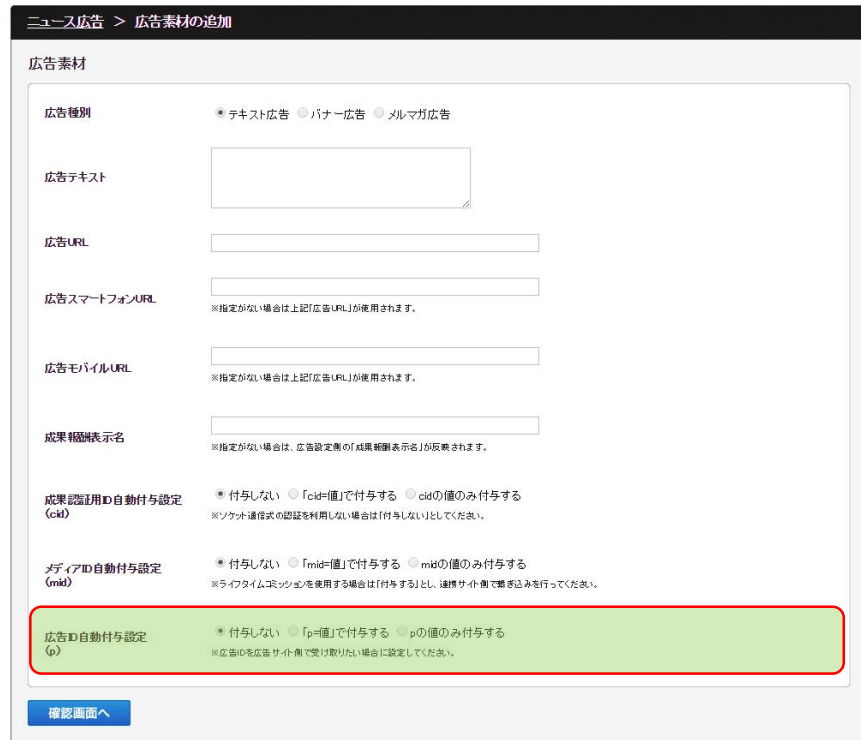 ニュース広告 > 広告素材の追加
広告素材
広告種別
テキスト広告 バナー広告 メルマガ広告
広告テキスト
広告URL
広告スマートフォンURL
※指定がない場合は上記「広告URL」が使用されます。
広告モバイルURL
※指定がない場合は上記「広告URL」が使用されます。
成果報酬表示名
※指定がない場合は、広告設定側の「成果報酬表示名」が反映されます。
成果認証用ID自動付与設定
(cid)
付与しない 「cid=値」で付与する cidの値のみ付与する
※ソケット通信式の認証を利用しない場合は「付与しない」としてください。
メディアID自動付与設定
(mid)
付与しない 「mid=値」で付与する midの値のみ付与する
※ライフタイムコミッションを使用する場合は「付与する」とし、連携サイト側で繋ぎ込みを行ってください。
広告ID自動付与設定
(p)
付与しない 「p=値」で付与する pの値のみ付与する
※広告IDを広告サイト側で受け取りたい場合に設定してください。
確認画面へ